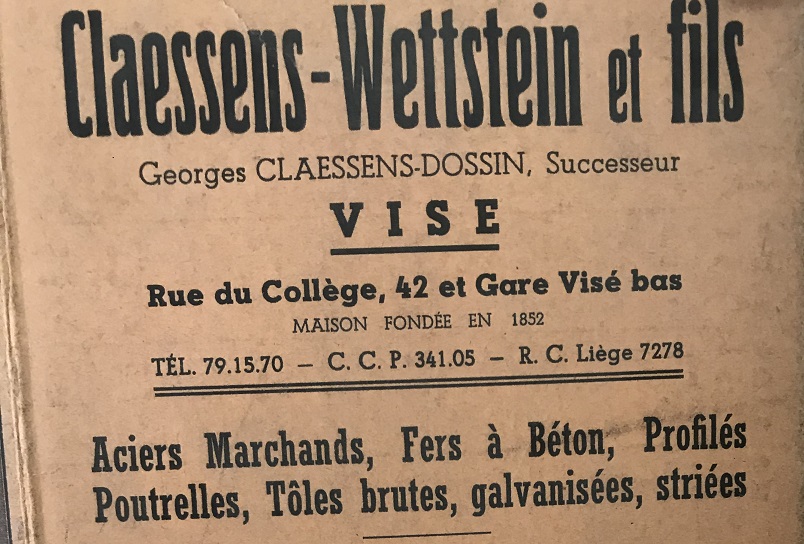 Claessens-Wettstein et fils
Georges CLAESSENS-DOSSIN, Successeur
VISE
Rue du Collège, 42 et Gare Visé bas
MAISON FONDÉE EN 1852
TÉL. 79.15.70 — C. C. P. 341.05 — R. C. Liège 7278
Aciers Marchands, Fers à Béton, Profilés
Poutrelles, Tôles brutes, galvanisées, striées